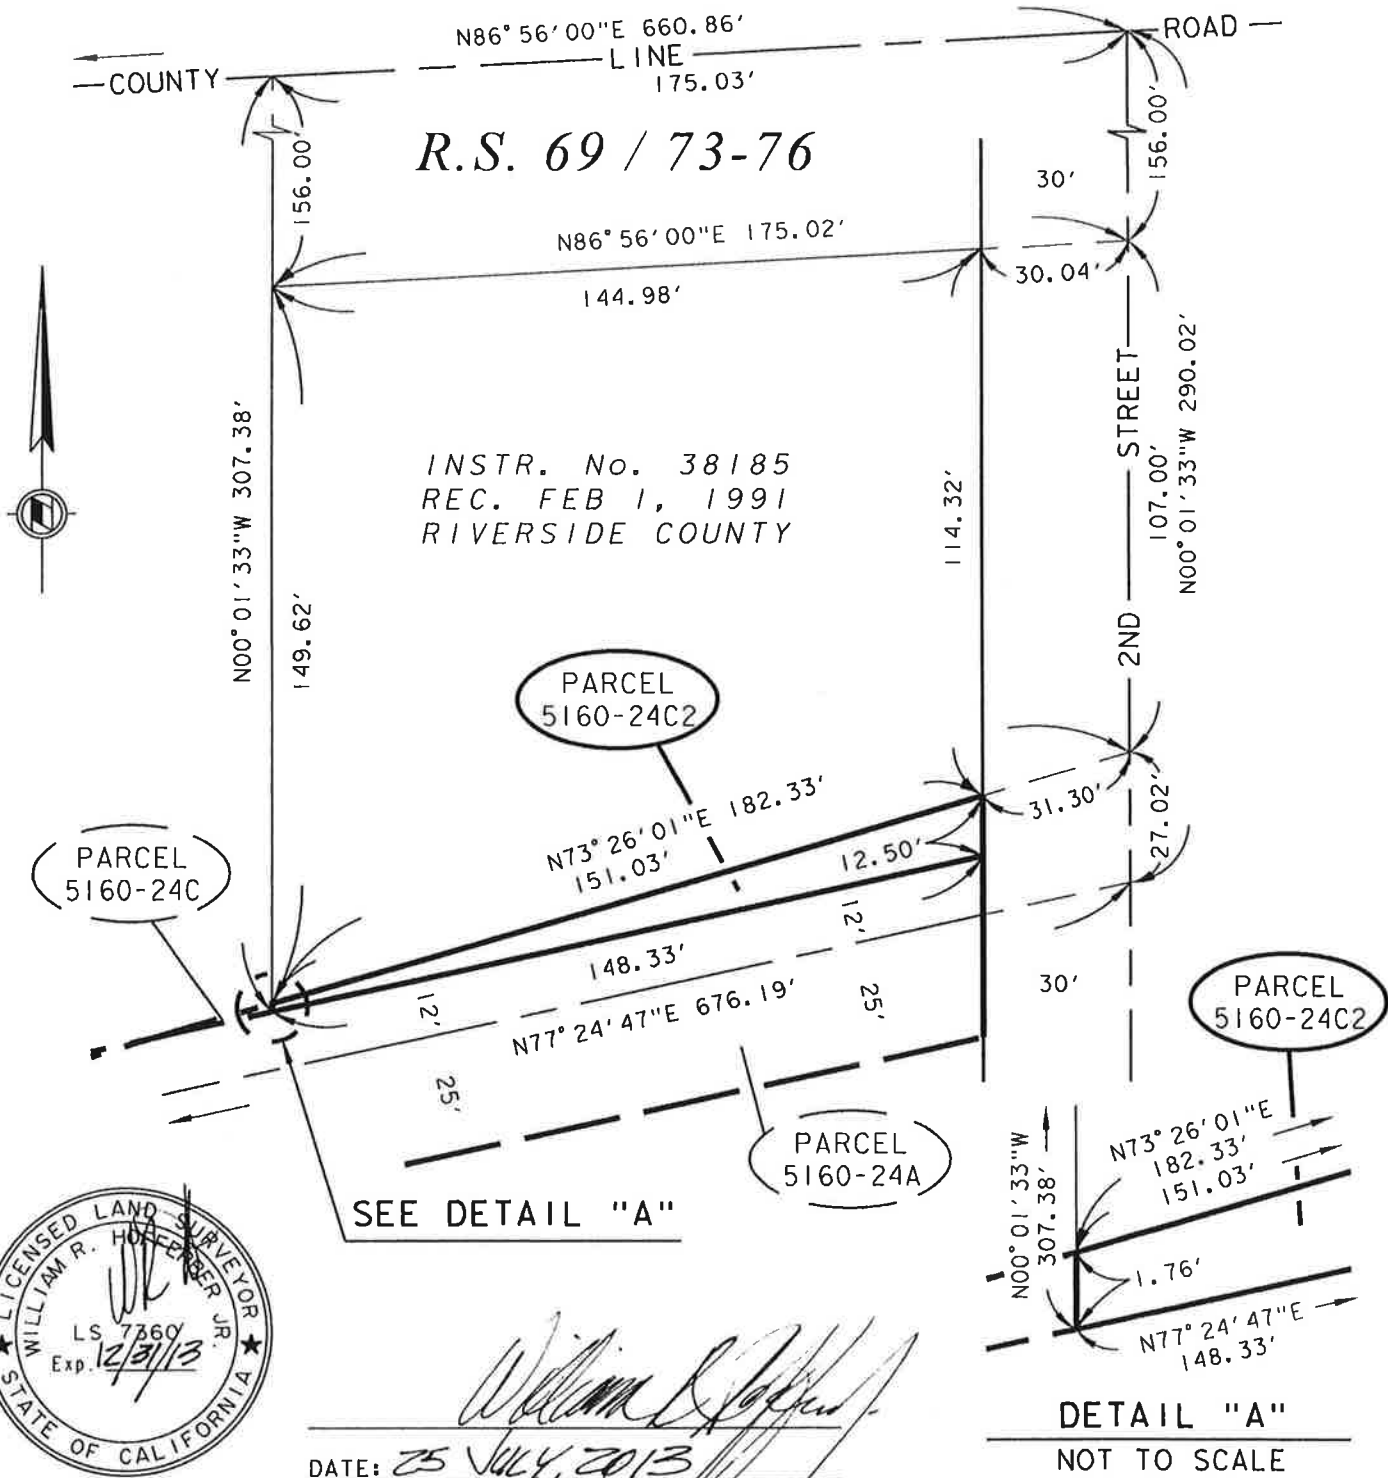 N86°56'00"E 660.86'
COUNTY LINE ROAD
175.03'
R.S. 69 / 73-76
156.00'
156.00'
30'
N86°56'00"E 175.02'
144.98'
30.04'
N00°01'33"W 307.38'
149.62'
INSTR. No. 38185
REC. FEB 1, 1991
RIVERSIDE COUNTY
114.32'
2ND STREET
107.00'
N00°01'33"W 290.02'
PARCEL
5160-24C2
N73°26'01"E 182.33'
151.03'
12.50'
31.30'
27.02'
PARCEL
5160-24C
148.33'
12'
12'
N77°24'47"E 676.19'
25'
25'
30'
PARCEL
5160-24A
SEE DETAIL "A"
PARCEL
5160-24C2
N00°01'33"W
307.38'
N73°26'01"E
182.33'
151.03'
1.76'
N77°24'47"E
148.33'
DETAIL "A"
NOT TO SCALE
LICENSED LAND SURVEYOR
WILLIAM R. HOFFERBER JR.
LS 7360
Exp. 12/31/13
STATE OF CALIFORNIA
DATE: 25 JULY, 2013